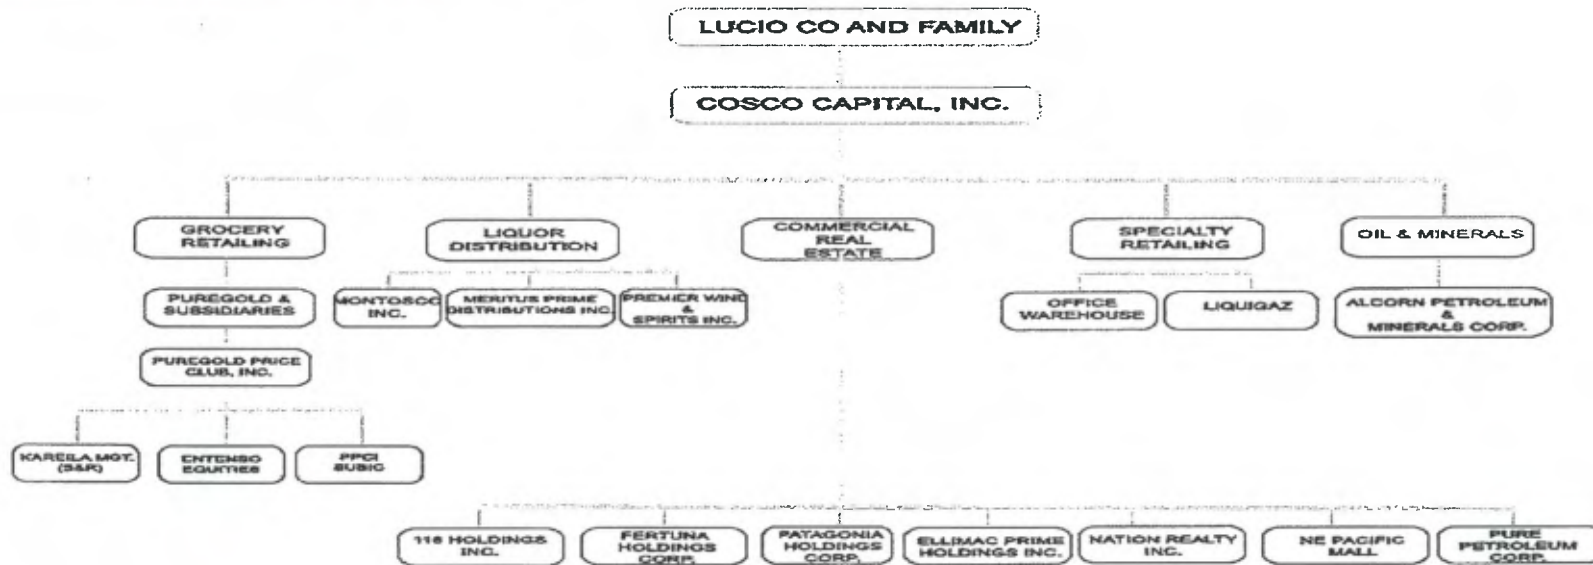 LUCIO CO AND FAMILY
COSCO CAPITAL, INC.
GROCERY
RETAILING
LIQUOR
DISTRIBUTION
COMMERCIAL
REAL
ESTATE
SPECIALTY
RETAILING
OIL & MINERALS
PUREGOLD &
SUBSIDIARIES
MONTOSCO
INC.
MERITUS PRIME
DISTRIBUTIONS INC.
PREMIER WINE
&
SPIRITS INC.
OFFICE
WAREHOUSE
LIQUIGAZ
ALCORN PETROLEUM
&
MINERALS CORP.
PUREGOLD PRICE
CLUB, INC.
KAREILA MGT.
(S&R)
ENTENSO
EQUITIES
PPCI
SUBIC
116 HOLDINGS
INC.
FERTUNA
HOLDINGS
CORP.
PATAGONIA
HOLDINGS
CORP.
ELLIMAC PRIME
HOLDINGS INC.
NATION REALTY
INC.
NE PACIFIC
MALL
PURE
PETROLEUM
CORP.